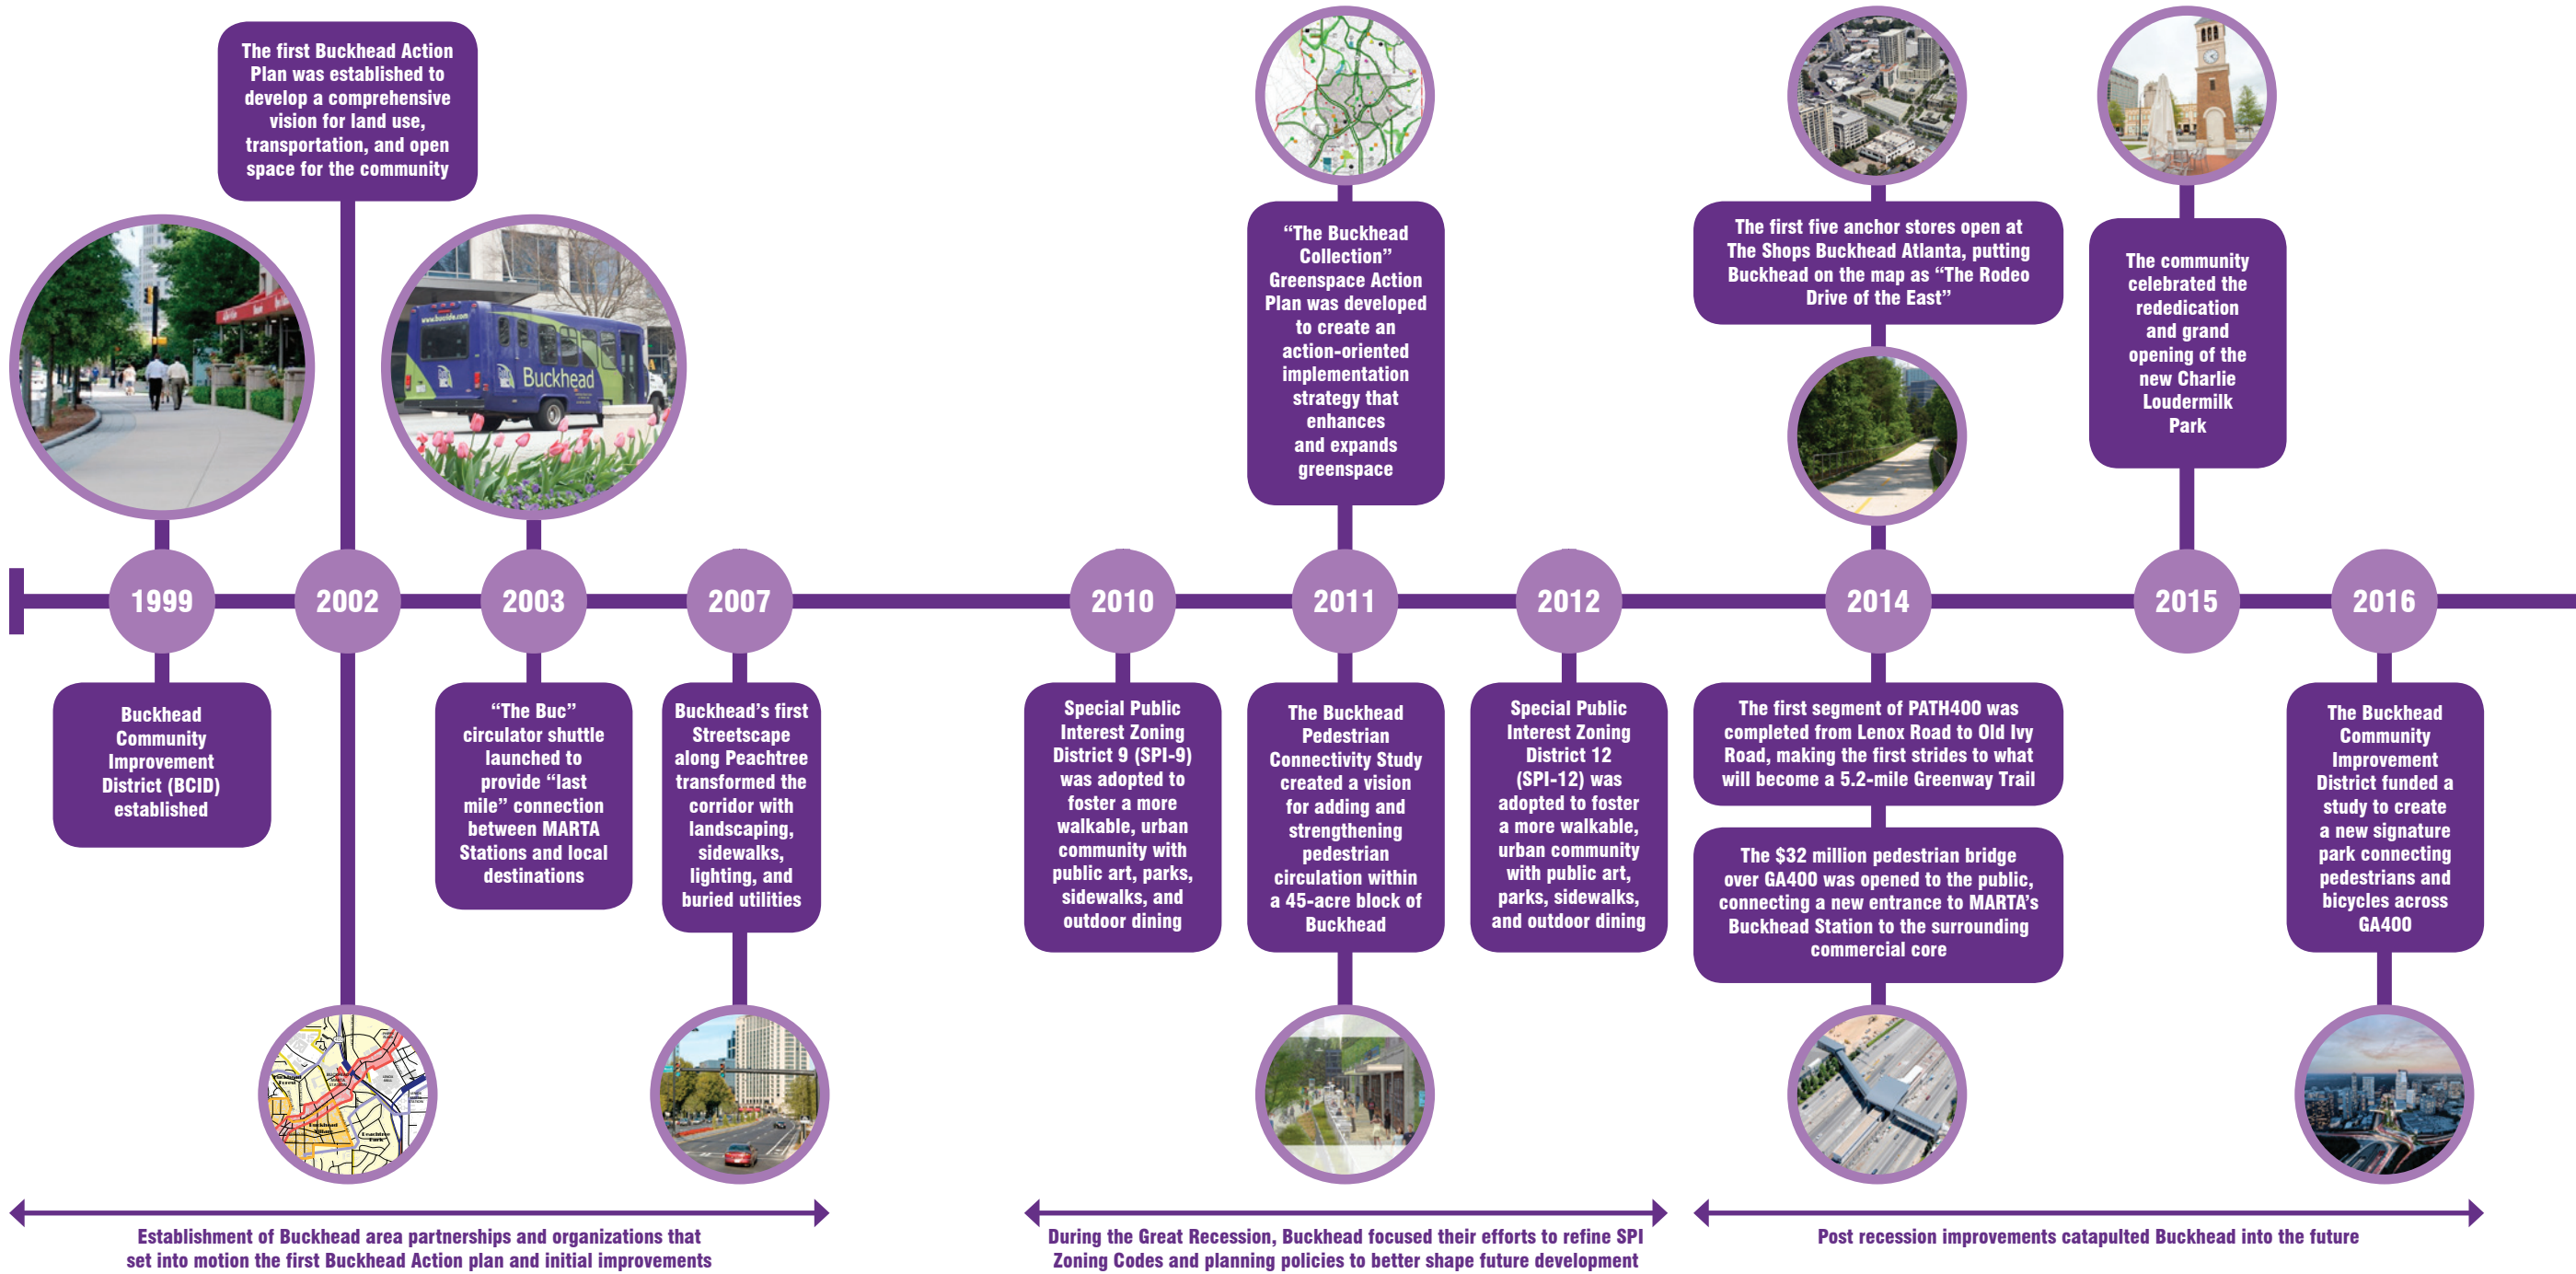 The first Buckhead Action
Plan was established to
develop a comprehensive
vision for land use,
transportation, and open
space for the community
www.bucride.com
Buckhead
“The Buckhead
Collection”
Greenspace Action
Plan was developed
to create an
action-oriented
implementation
strategy that
enhances
and expands
greenspace
The first five anchor stores open at
The Shops Buckhead Atlanta, putting
Buckhead on the map as “The Rodeo
Drive of the East”
The community
celebrated the
rededication
and grand
opening of the
new Charlie
Loudermilk
Park
1999
2002
2003
2007
2010
2011
2012
2014
2015
2016
Buckhead
Community
Improvement
District (BCID)
established
“The Buc”
circulator shuttle
launched to
provide “last
mile” connection
between MARTA
Stations and local
destinations
Buckhead’s first
Streetscape
along Peachtree
transformed the
corridor with
landscaping,
sidewalks,
lighting, and
buried utilities
Special Public
Interest Zoning
District 9 (SPI-9)
was adopted to
foster a more
walkable, urban
community with
public art, parks,
sidewalks, and
outdoor dining
The Buckhead
Pedestrian
Connectivity Study
created a vision
for adding and
strengthening
pedestrian
circulation within
a 45-acre block of
Buckhead
Special Public
Interest Zoning
District 12
(SPI-12) was
adopted to foster
a more walkable,
urban community
with public art,
parks, sidewalks,
and outdoor dining
The first segment of PATH400 was
completed from Lenox Road to Old Ivy
Road, making the first strides to what
will become a 5.2-mile Greenway Trail
The $32 million pedestrian bridge
over GA400 was opened to the public,
connecting a new entrance to MARTA’s
Buckhead Station to the surrounding
commercial core
The Buckhead
Community
Improvement
District funded a
study to create
a new signature
park connecting
pedestrians and
bicycles across
GA400
Buckhead
Forest
Buckhead
Village
Peachtree
Park
Establishment of Buckhead area partnerships and organizations that
set into motion the first Buckhead Action plan and initial improvements
During the Great Recession, Buckhead focused their efforts to refine SPI
Zoning Codes and planning policies to better shape future development
Post recession improvements catapulted Buckhead into the future